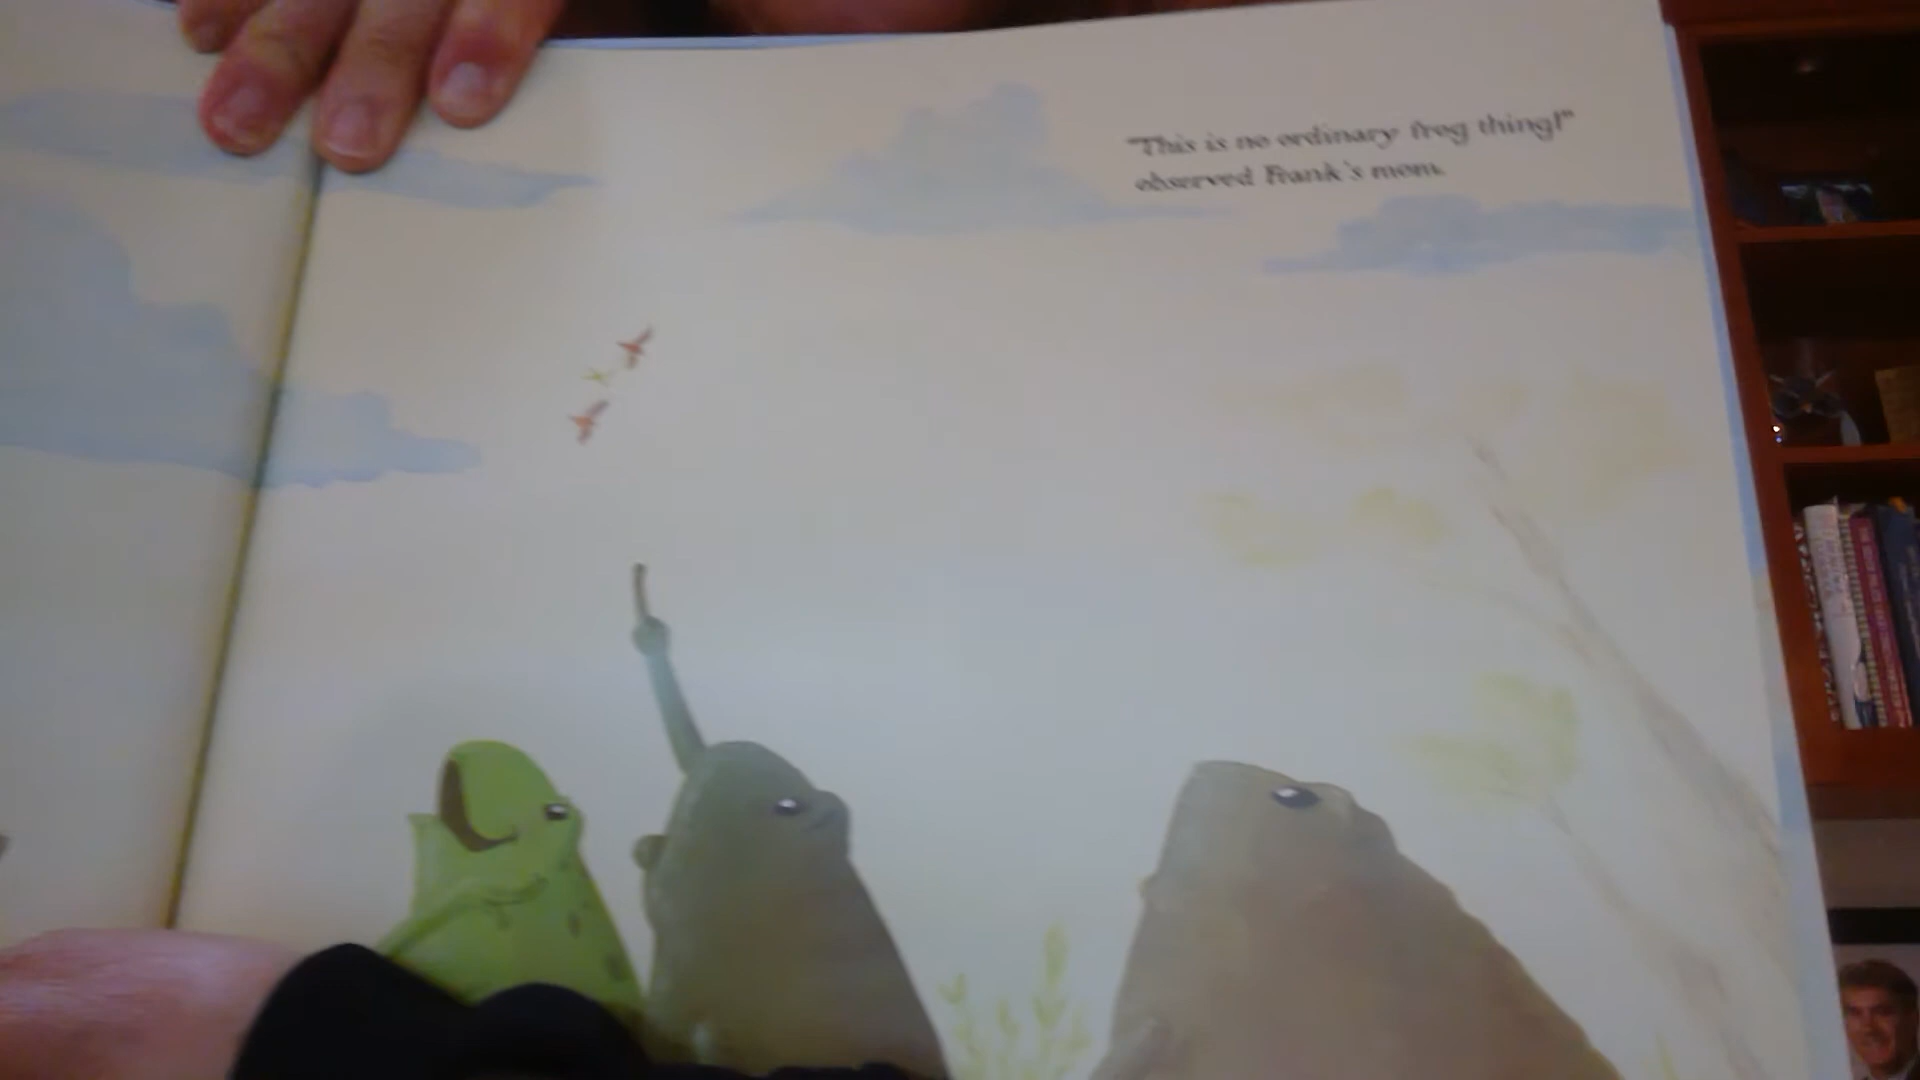 "This is no ordinary frog thing!"
observed Frank's mom.